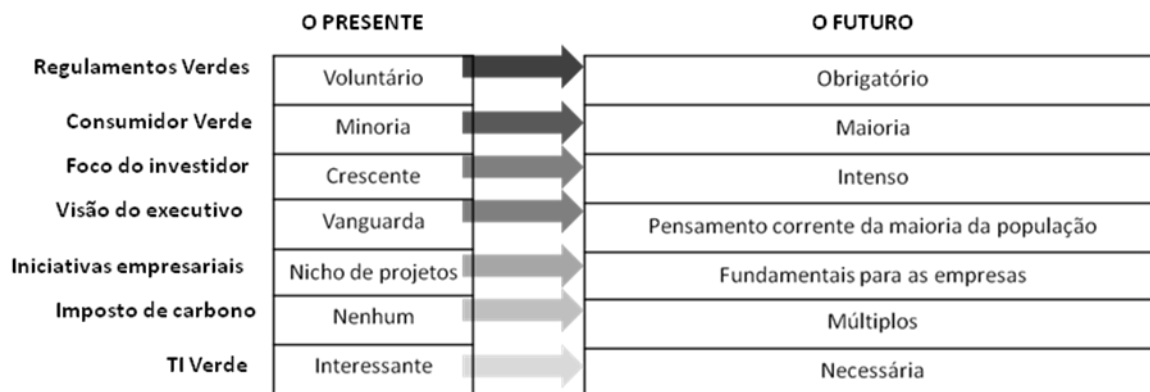 O PRESENTE O FUTURO
Regulamentos Verdes Voluntário Obrigatório
Consumidor Verde Minoria Maioria
Foco do investidor Crescente Intenso
Visão do executivo Vanguarda Pensamento corrente da maioria da população
Iniciativas empresariais Nicho de projetos Fundamentais para as empresas
Imposto de carbono Nenhum Múltiplos
TI Verde Interessante Necessária